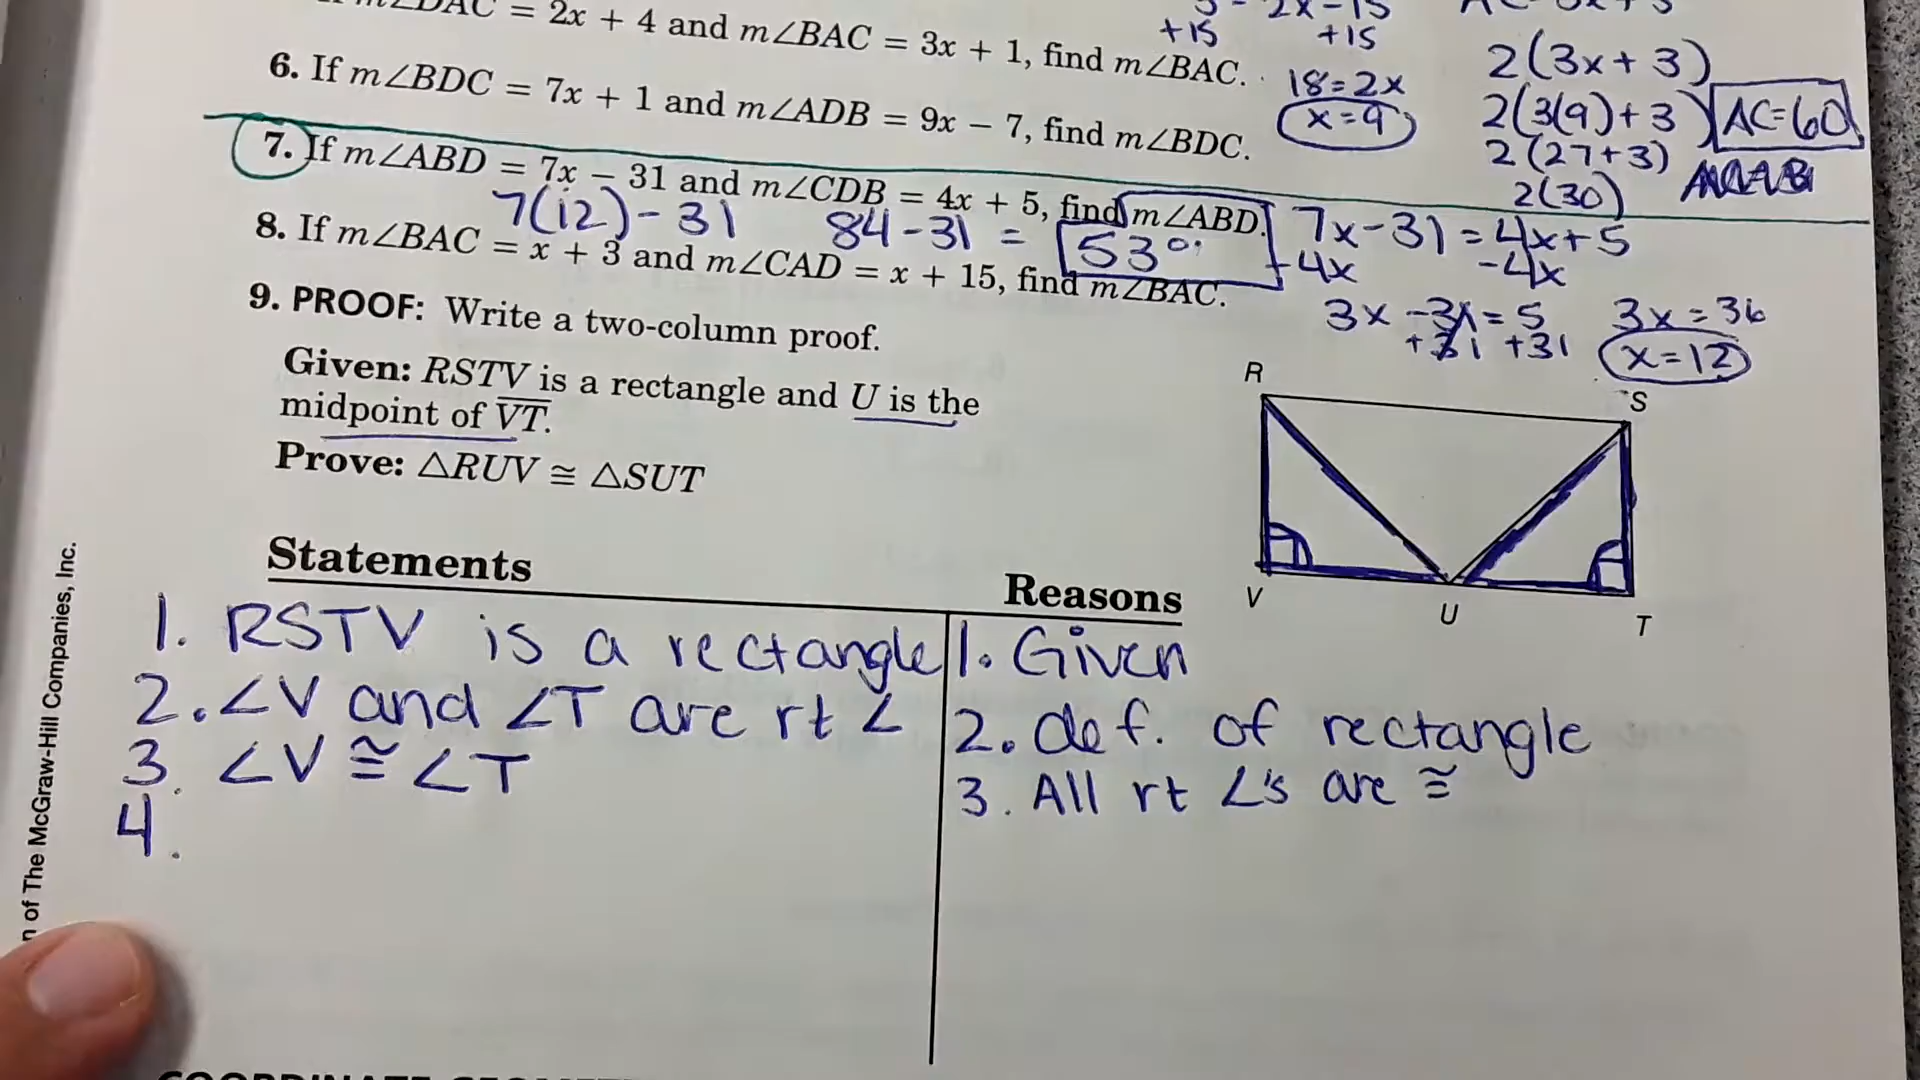 = 2x + 4 and m∠BAC = 3x + 1, find m∠BAC.
6. If m∠BDC = 7x + 1 and m∠ADB = 9x − 7, find m∠BDC.
7. If m∠ABD = 7x − 31 and m∠CDB = 4x + 5, find m∠ABD.
7(12) - 31 84 - 31 = 53°
8. If m∠BAC = x + 3 and m∠CAD = x + 15, find m∠BAC.
9. PROOF: Write a two-column proof.
Given: RSTV is a rectangle and U is the
midpoint of VT.
Prove: △RUV ≅ △SUT
+15 +15
18 = 2x
x = 9
2(3x + 3)
2(3(9) + 3) AC = 60
2(27 + 3)
2(30)
7x - 31 = 4x + 5
-4x -4x
3x - 31 = 5 3x = 36
+31 +31 x = 12
R
S
V
U
T
Statements Reasons
1. RSTV is a rectangle 1. Given
2. ∠V and ∠T are rt ∠ 2. def. of rectangle
3. ∠V ≅ ∠T 3. All rt ∠'s are ≅
4.
of The McGraw-Hill Companies, Inc.